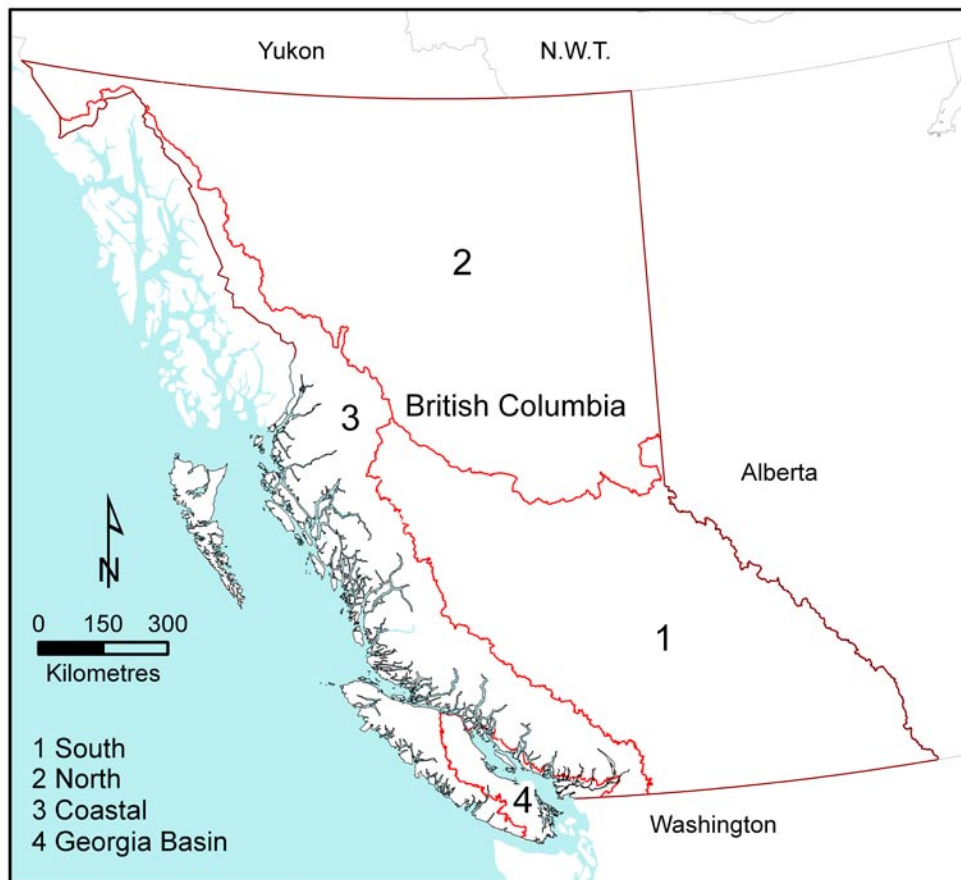 Yukon
N.W.T.
2
British Columbia
3
Alberta
N
0 150 300
Kilometres
1
1 South
2 North
3 Coastal
4 Georgia Basin
4
Washington